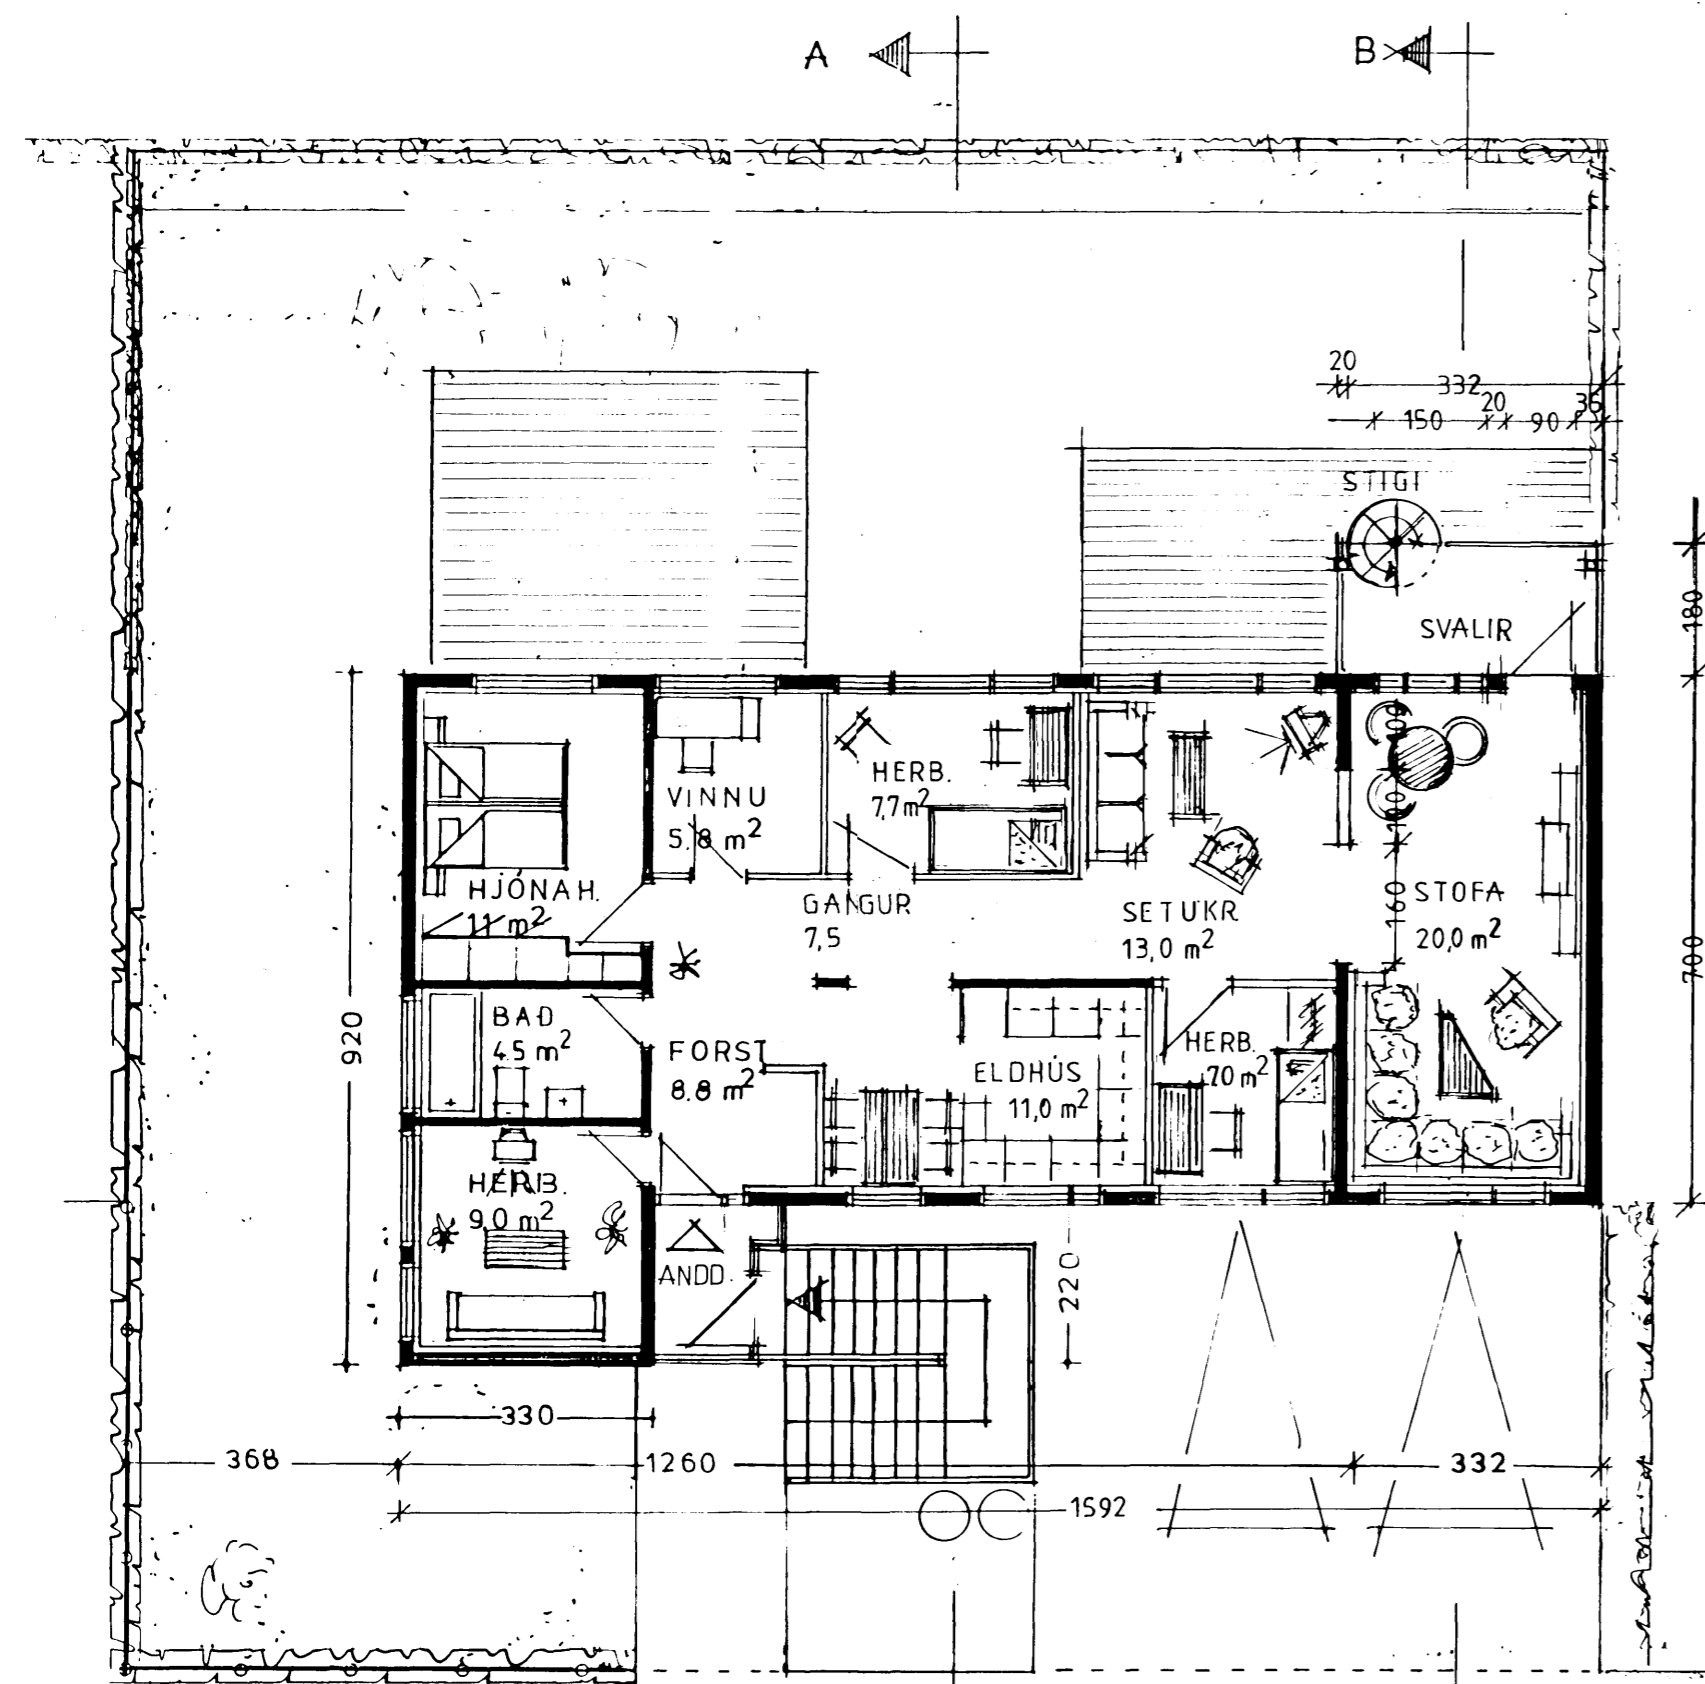 A
B
20
332
150
20
90
35
STIGI
180
SVALIR
100
HERB.
7,7 m²
VINNU
5.8 m²
100
HJÓNAH.
11 m²
GANGUR
7,5
SETUKR
13,0 m²
160
STOFA
20,0 m²
700
920
BAÐ
4.5 m²
FORST
8.8 m²
ELDHÚS
11,0 m²
HERB.
7.0 m²
HERB.
9.0 m²
ANDD.
220
330
368
1260
332
1592